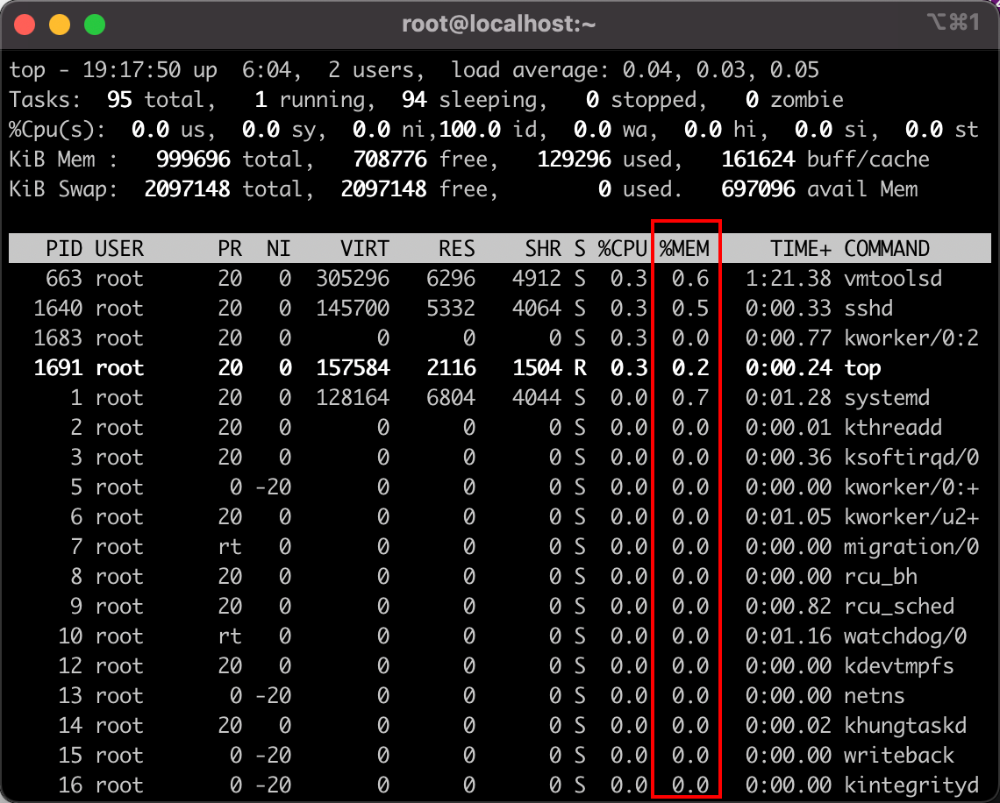 root@localhost:~ ⌥⌘1
top - 19:17:50 up  6:04,  2 users,  load average: 0.04, 0.03, 0.05
Tasks:  95 total,   1 running,  94 sleeping,   0 stopped,   0 zombie
%Cpu(s):  0.0 us,  0.0 sy,  0.0 ni,100.0 id,  0.0 wa,  0.0 hi,  0.0 si,  0.0 st
KiB Mem :   999696 total,   708776 free,   129296 used,   161624 buff/cache
KiB Swap:  2097148 total,  2097148 free,        0 used.   697096 avail Mem
PID USER      PR  NI    VIRT    RES    SHR S %CPU %MEM     TIME+ COMMAND
663 root      20   0  305296   6296   4912 S  0.3  0.6   1:21.38 vmtoolsd
1640 root      20   0  145700   5332   4064 S  0.3  0.5   0:00.33 sshd
1683 root      20   0       0      0      0 S  0.3  0.0   0:00.77 kworker/0:2
1691 root      20   0  157584   2116   1504 R  0.3  0.2   0:00.24 top
1 root      20   0  128164   6804   4044 S  0.0  0.7   0:01.28 systemd
2 root      20   0       0      0      0 S  0.0  0.0   0:00.01 kthreadd
3 root      20   0       0      0      0 S  0.0  0.0   0:00.36 ksoftirqd/0
5 root       0 -20       0      0      0 S  0.0  0.0   0:00.00 kworker/0:+
6 root      20   0       0      0      0 S  0.0  0.0   0:01.05 kworker/u2+
7 root      rt   0       0      0      0 S  0.0  0.0   0:00.00 migration/0
8 root      20   0       0      0      0 S  0.0  0.0   0:00.00 rcu_bh
9 root      20   0       0      0      0 S  0.0  0.0   0:00.82 rcu_sched
10 root      rt   0       0      0      0 S  0.0  0.0   0:01.16 watchdog/0
12 root      20   0       0      0      0 S  0.0  0.0   0:00.00 kdevtmpfs
13 root       0 -20       0      0      0 S  0.0  0.0   0:00.00 netns
14 root      20   0       0      0      0 S  0.0  0.0   0:00.02 khungtaskd
15 root       0 -20       0      0      0 S  0.0  0.0   0:00.00 writeback
16 root       0 -20       0      0      0 S  0.0  0.0   0:00.00 kintegrityd